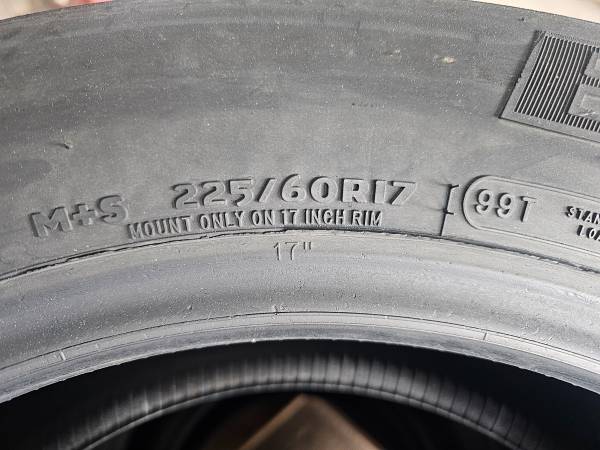 M+S 225/60R17 99T
MOUNT ONLY ON 17 INCH RIM
17"